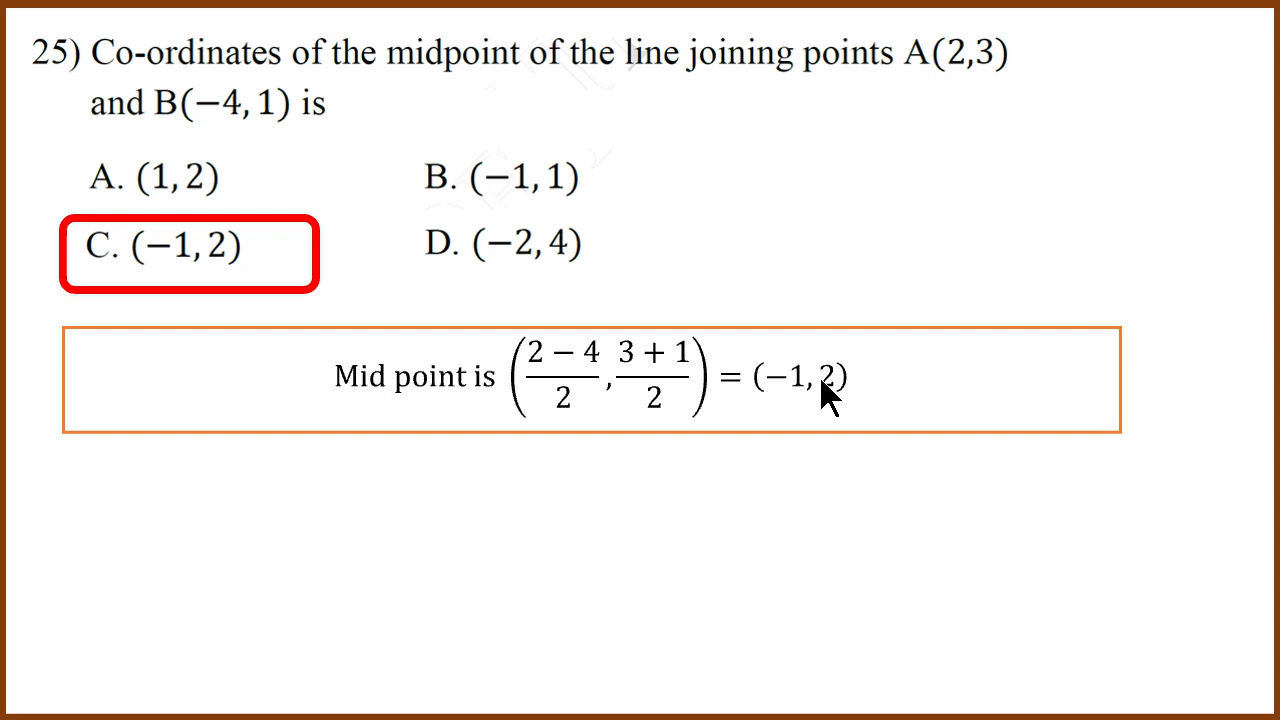 25) Co-ordinates of the midpoint of the line joining points A(2,3)
and B(−4, 1) is
A. (1, 2) B. (−1, 1)
C. (−1, 2) D. (−2, 4)
Mid point is (2 − 4/2, 3 + 1/2) = (−1, 2)